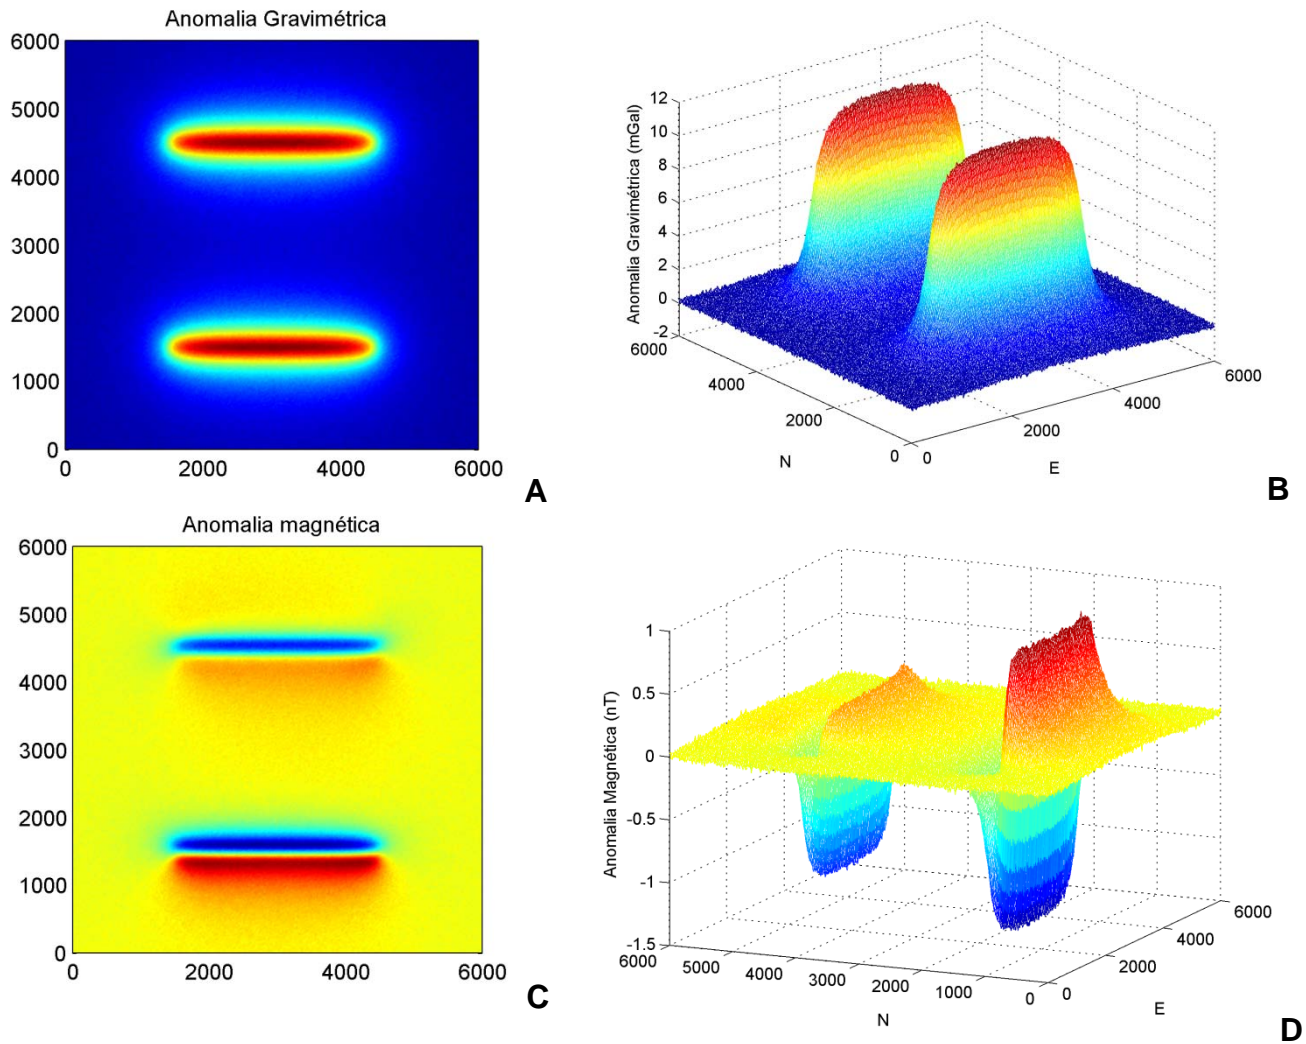 Anomalia Gravimétrica
6000
5000
4000
3000
2000
1000
0
0 2000 4000 6000
A
Anomalia Gravimétrica (mGal)
12
10
8
6
4
2
0
-2
6000
4000
2000
0
N
0
2000
4000
6000
E
B
Anomalia magnética
6000
5000
4000
3000
2000
1000
0
0 2000 4000 6000
C
Anomalia Magnética (nT)
1
0.5
0
-0.5
-1
-1.5
6000 5000 4000 3000 2000 1000 0
N
0
2000
4000
6000
E
D